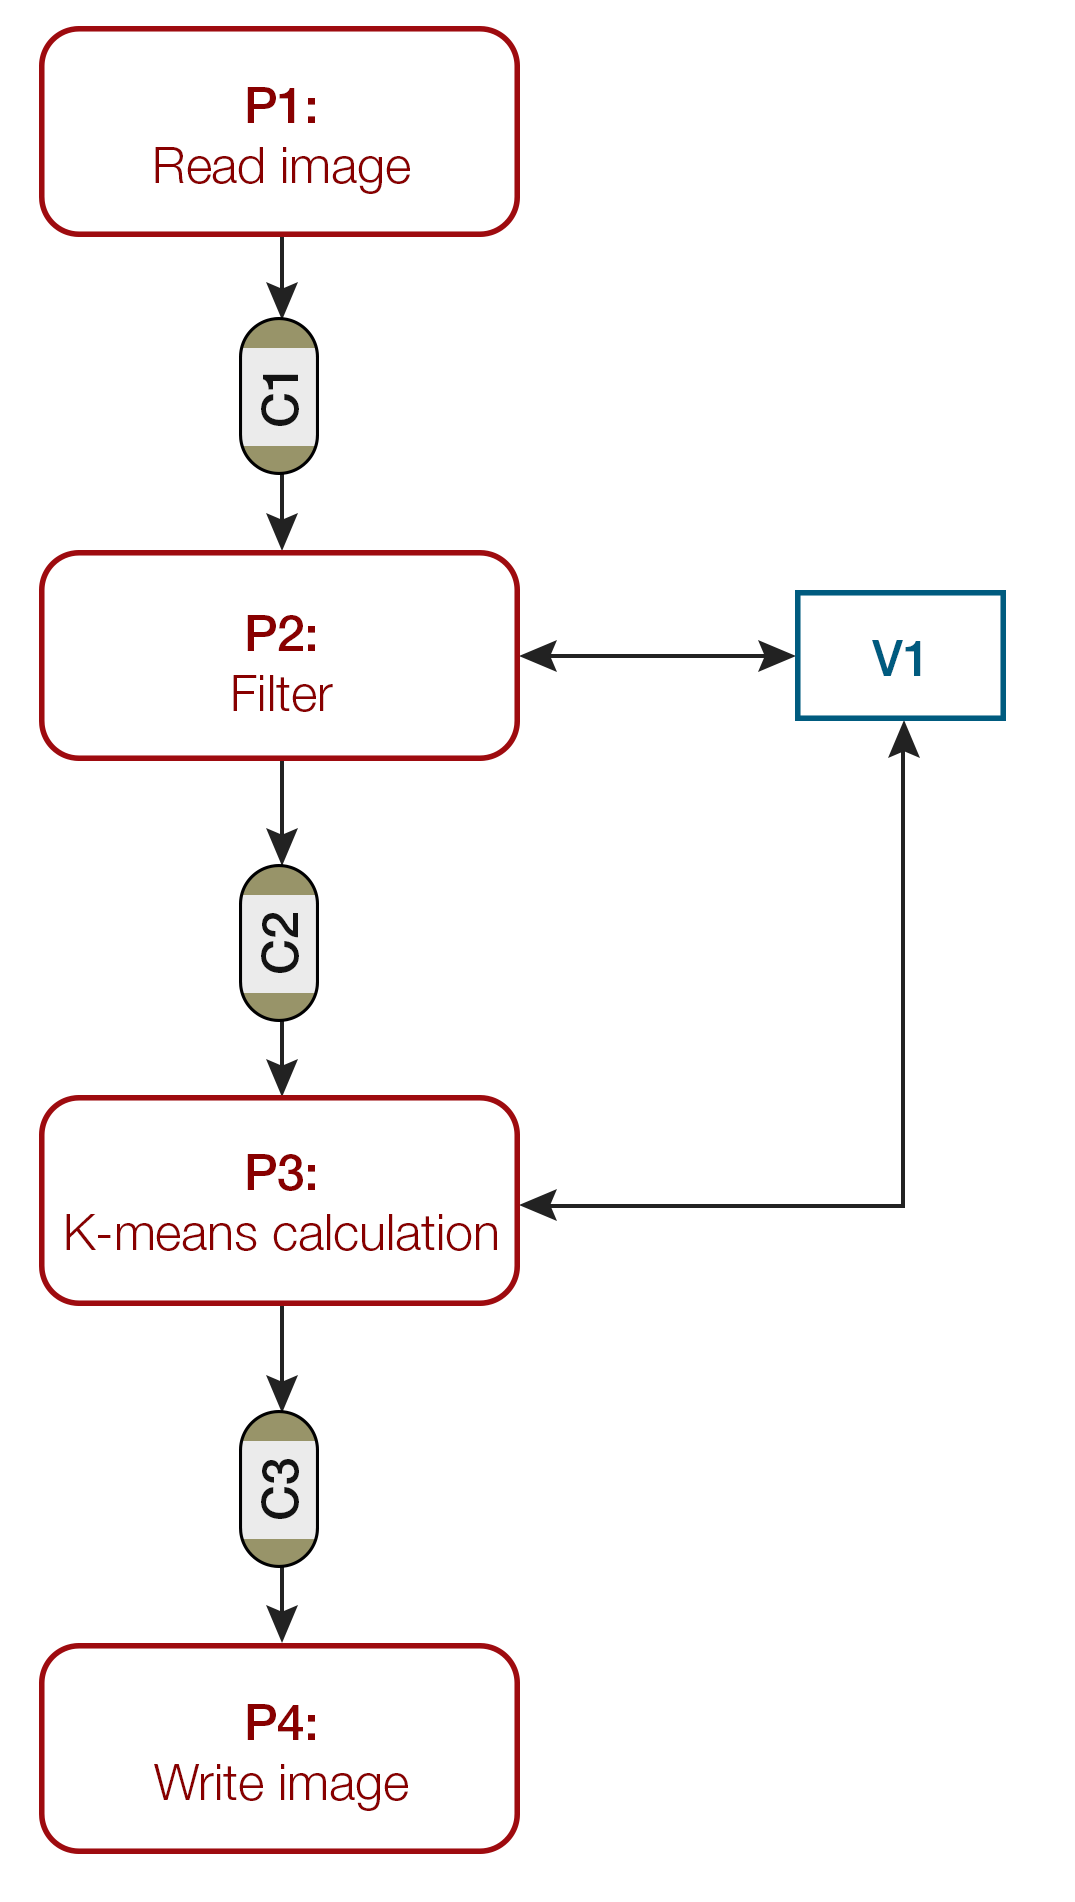 P1:
Read image
C1
P2:
Filter
V1
C2
P3:
K-means calculation
C3
P4:
Write image